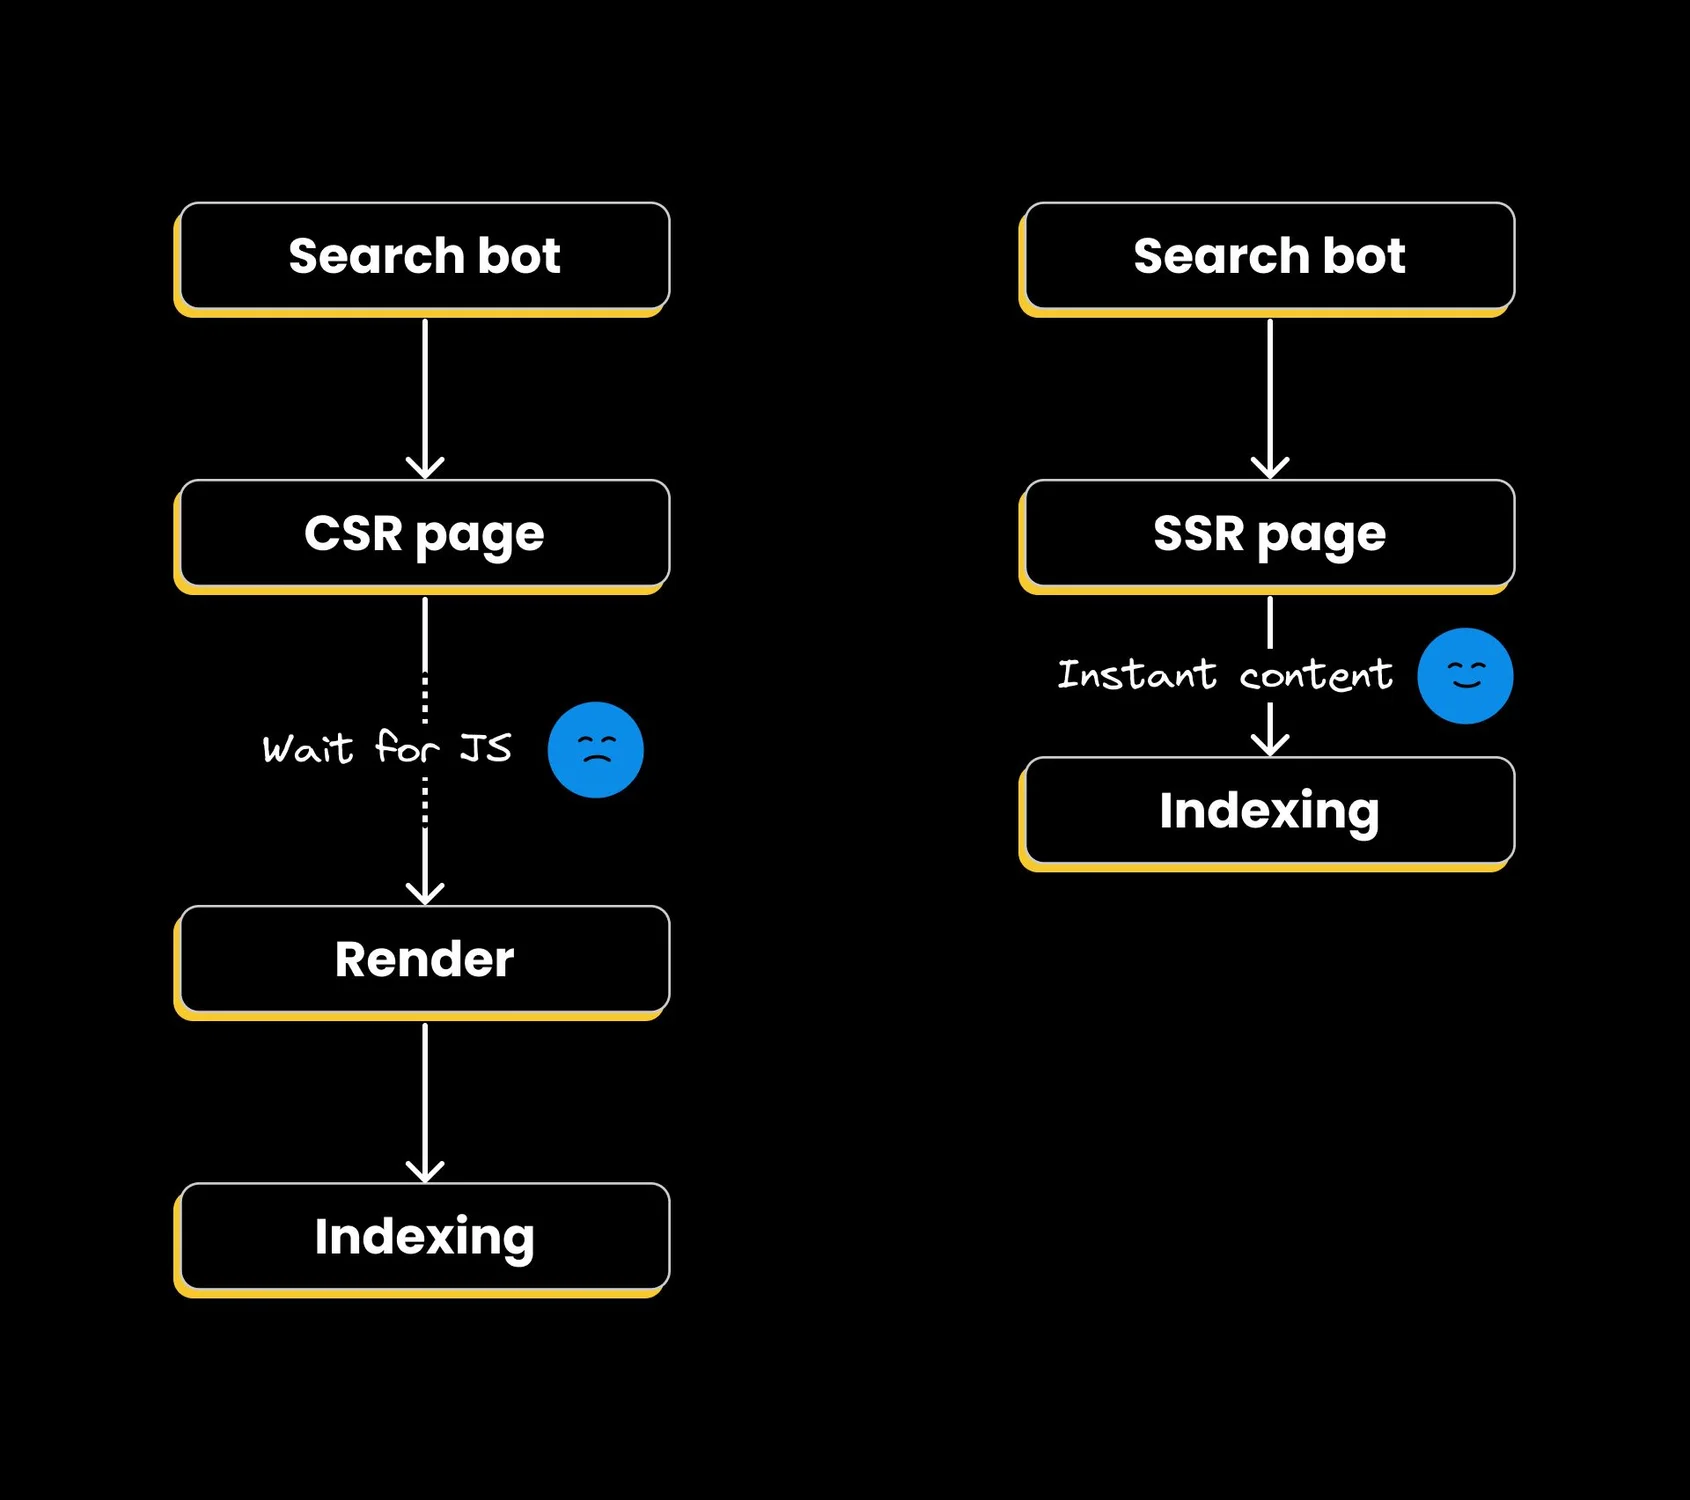 Search bot
CSR page
Wait for JS
Render
Indexing
Search bot
SSR page
Instant content
Indexing